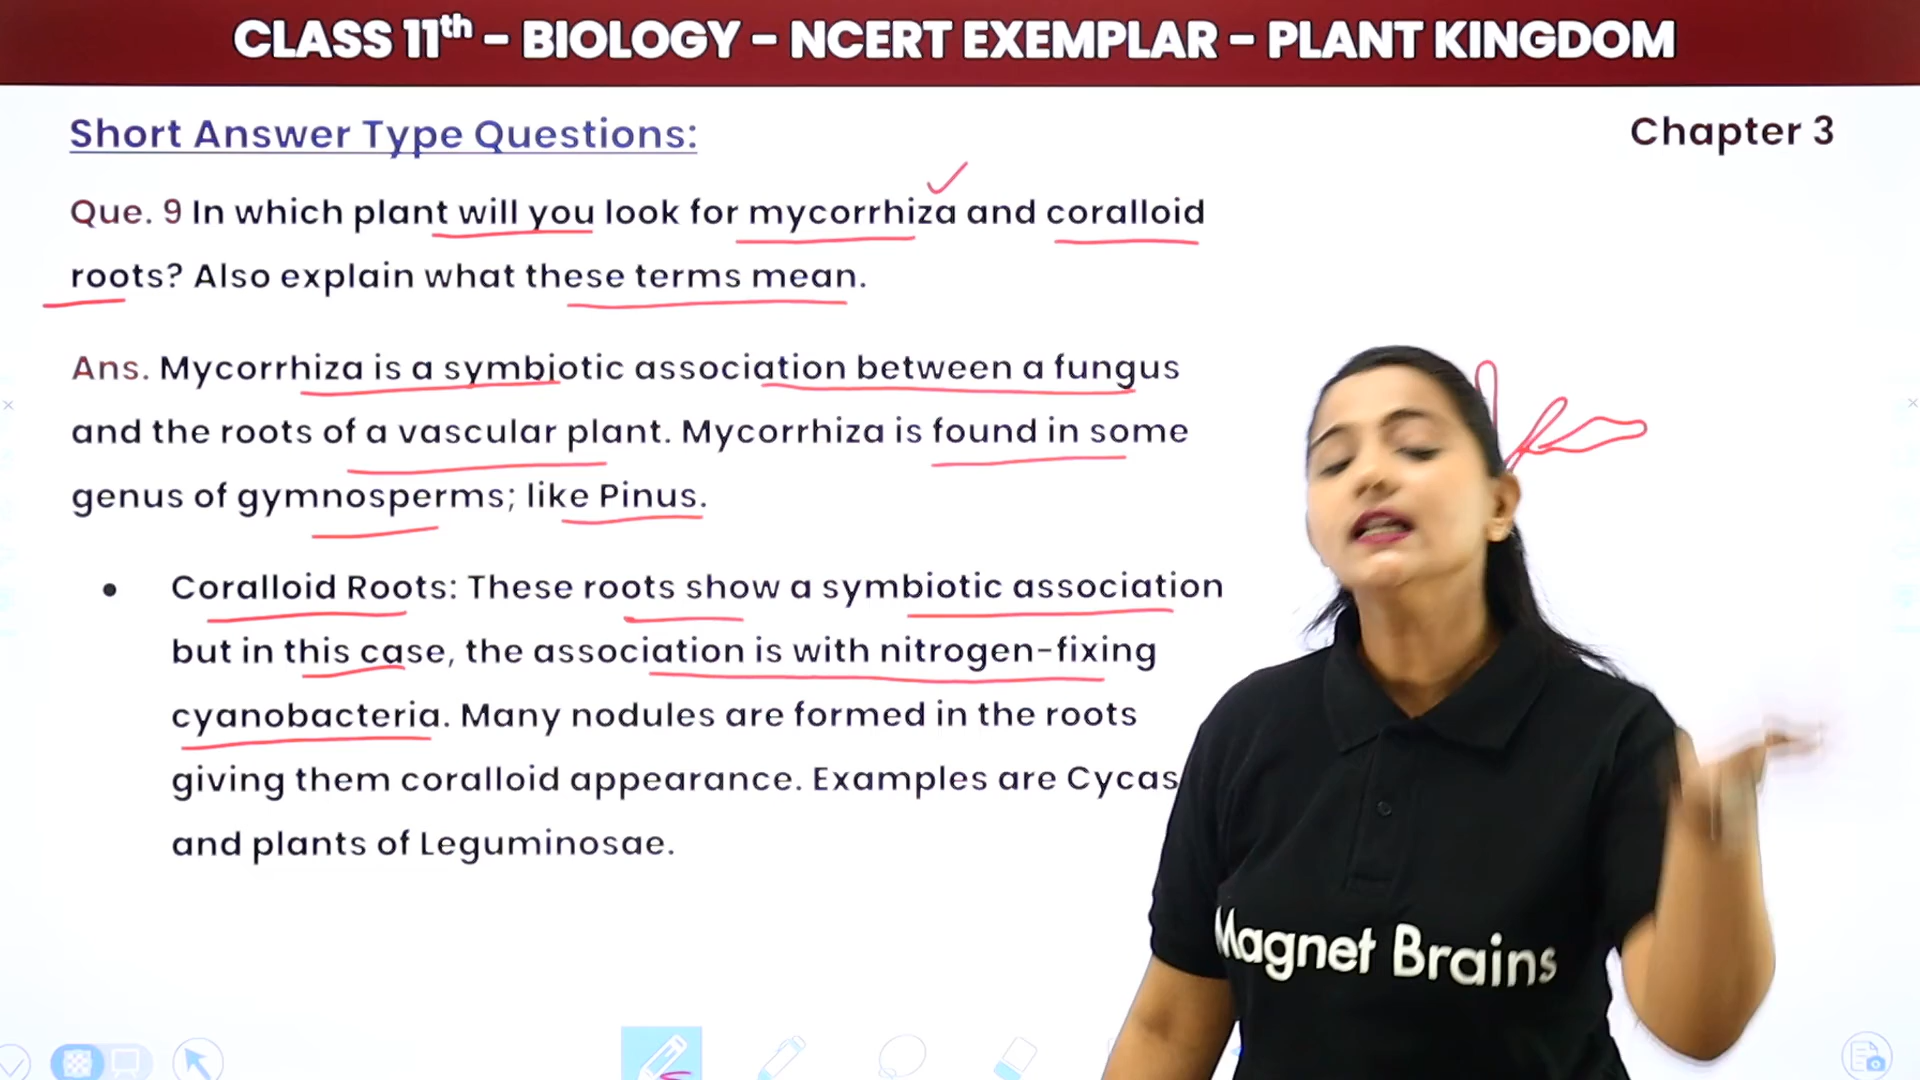 CLASS 11th - BIOLOGY - NCERT EXEMPLAR - PLANT KINGDOM
Short Answer Type Questions:
Chapter 3
Que. 9 In which plant will you look for mycorrhiza and coralloid
roots? Also explain what these terms mean.
Ans. Mycorrhiza is a symbiotic association between a fungus
and the roots of a vascular plant. Mycorrhiza is found in some
genus of gymnosperms; like Pinus.
• Coralloid Roots: These roots show a symbiotic association
but in this case, the association is with nitrogen-fixing
cyanobacteria. Many nodules are formed in the roots
giving them coralloid appearance. Examples are Cycas
and plants of Leguminosae.
Magnet Brains